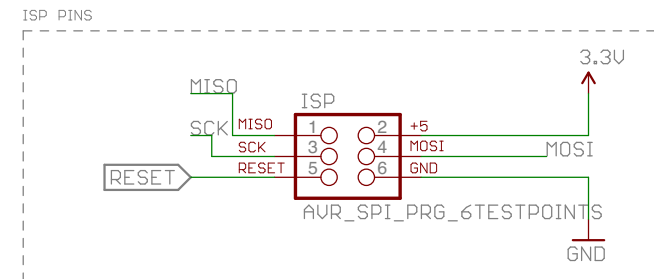 ISP PINS
3.3V
MISO
ISP
SCK
MISO
1
2
+5
SCK
3
4
MOSI
MOSI
RESET
RESET
5
6
GND
AVR_SPI_PRG_6TESTPOINTS
GND